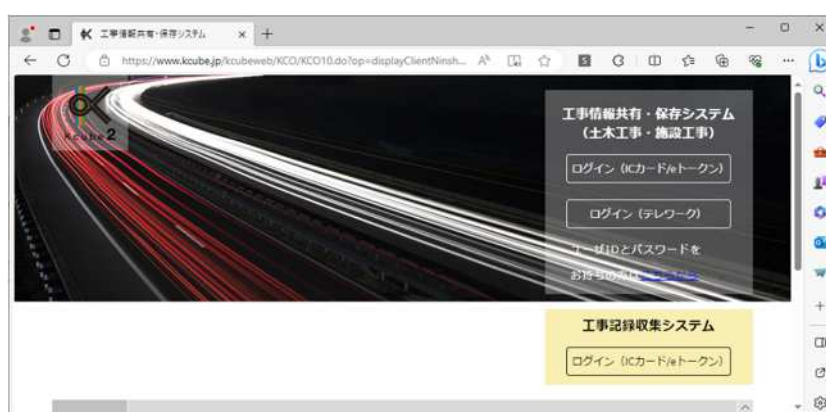 工事情報共有・保存システム
https://www.kcube.jp/kcubeweb/KCO/KCO10.do?op=displayClientNinsh...
Kcube2
工事情報共有・保存システム
（土木工事・施設工事）
ログイン（ICカード/eトークン）
ログイン（テレワーク）
ユーザIDとパスワードを
お持ちの方は
工事記録収集システム
ログイン（ICカード/eトークン）